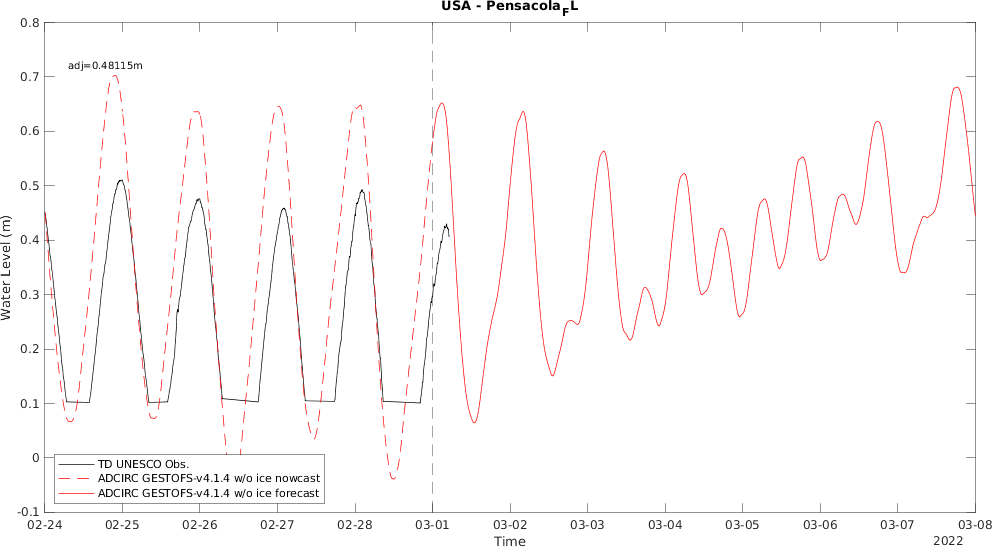 USA - Pensacola_FL
0.8
adj=0.48115m
0.7
0.6
0.5
0.4
0.3
0.2
0.1
0
-0.1
Water Level (m)
TD UNESCO Obs.
ADCIRC GESTOFS-v4.1.4 w/o ice nowcast
ADCIRC GESTOFS-v4.1.4 w/o ice forecast
02-24 02-25 02-26 02-27 02-28 03-01 03-02 03-03 03-04 03-05 03-06 03-07 03-08
Time
2022